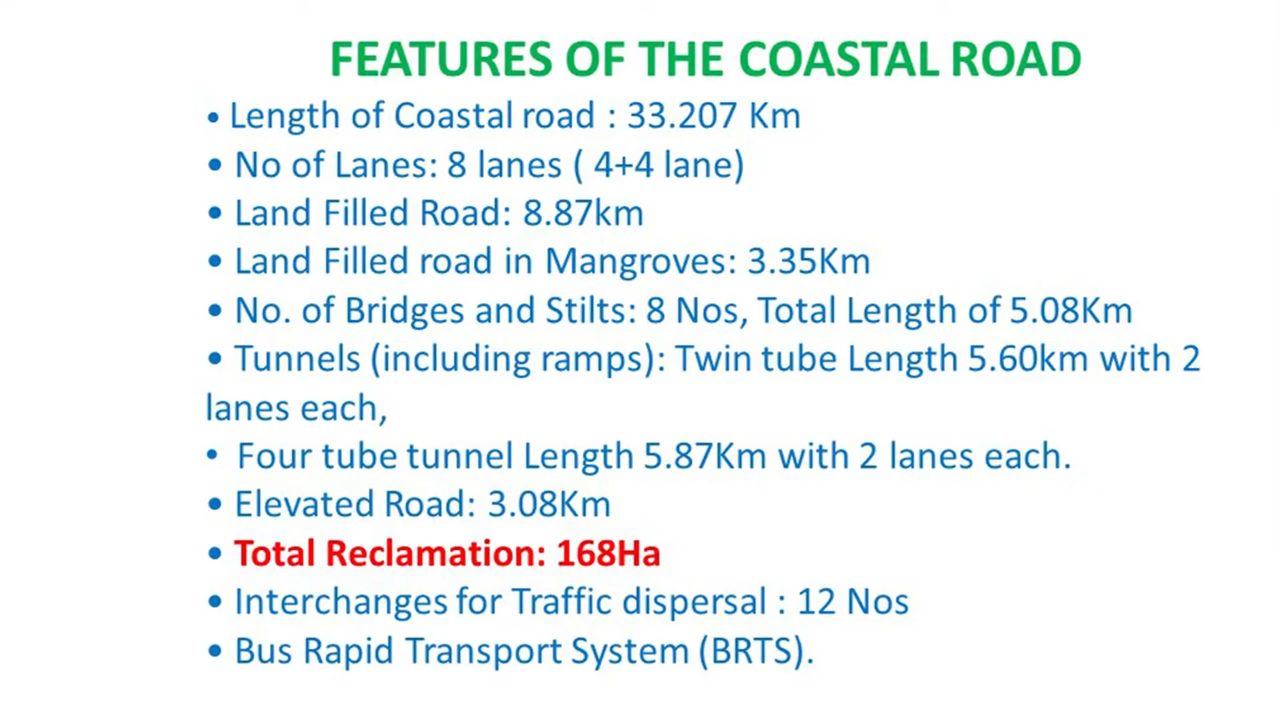 FEATURES OF THE COASTAL ROAD
• Length of Coastal road : 33.207 Km
• No of Lanes: 8 lanes ( 4+4 lane)
• Land Filled Road: 8.87km
• Land Filled road in Mangroves: 3.35Km
• No. of Bridges and Stilts: 8 Nos, Total Length of 5.08Km
• Tunnels (including ramps): Twin tube Length 5.60km with 2
lanes each,
• Four tube tunnel Length 5.87Km with 2 lanes each.
• Elevated Road: 3.08Km
• Total Reclamation: 168Ha
• Interchanges for Traffic dispersal : 12 Nos
• Bus Rapid Transport System (BRTS).